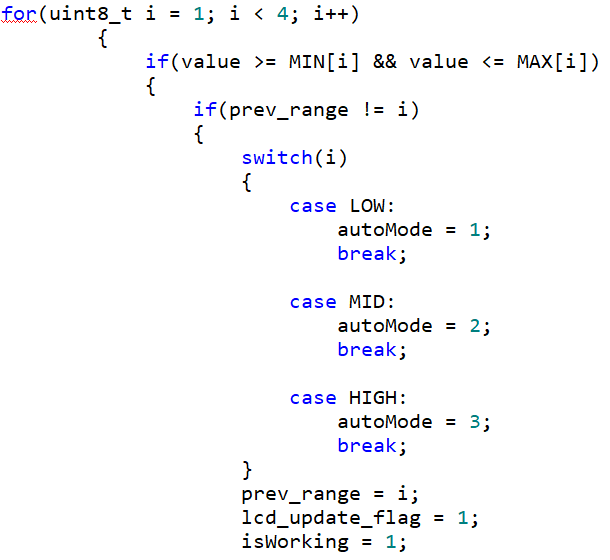 for(uint8_t i = 1; i < 4; i++)
{
if(value >= MIN[i] && value <= MAX[i])
{
if(prev_range != i)
{
switch(i)
{
case LOW:
autoMode = 1;
break;
case MID:
autoMode = 2;
break;
case HIGH:
autoMode = 3;
break;
}
prev_range = i;
lcd_update_flag = 1;
isWorking = 1;